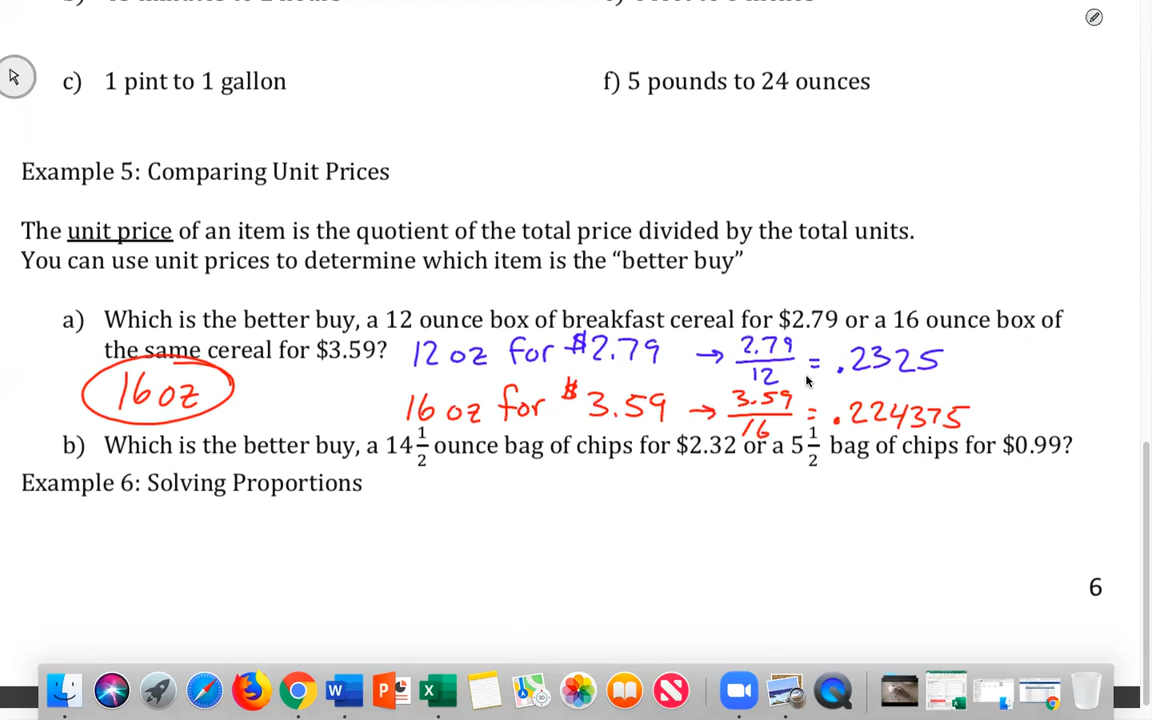 c) 1 pint to 1 gallon
f) 5 pounds to 24 ounces
Example 5: Comparing Unit Prices
The unit price of an item is the quotient of the total price divided by the total units.
You can use unit prices to determine which item is the “better buy”
a) Which is the better buy, a 12 ounce box of breakfast cereal for $2.79 or a 16 ounce box of
the same cereal for $3.59? 12 oz for $2.79 → 2.79/12 = .2325
16 oz
16 oz for $3.59 → 3.59/16 = .224375
b) Which is the better buy, a 14 1/2 ounce bag of chips for $2.32 or a 5 1/2 bag of chips for $0.99?
Example 6: Solving Proportions
6